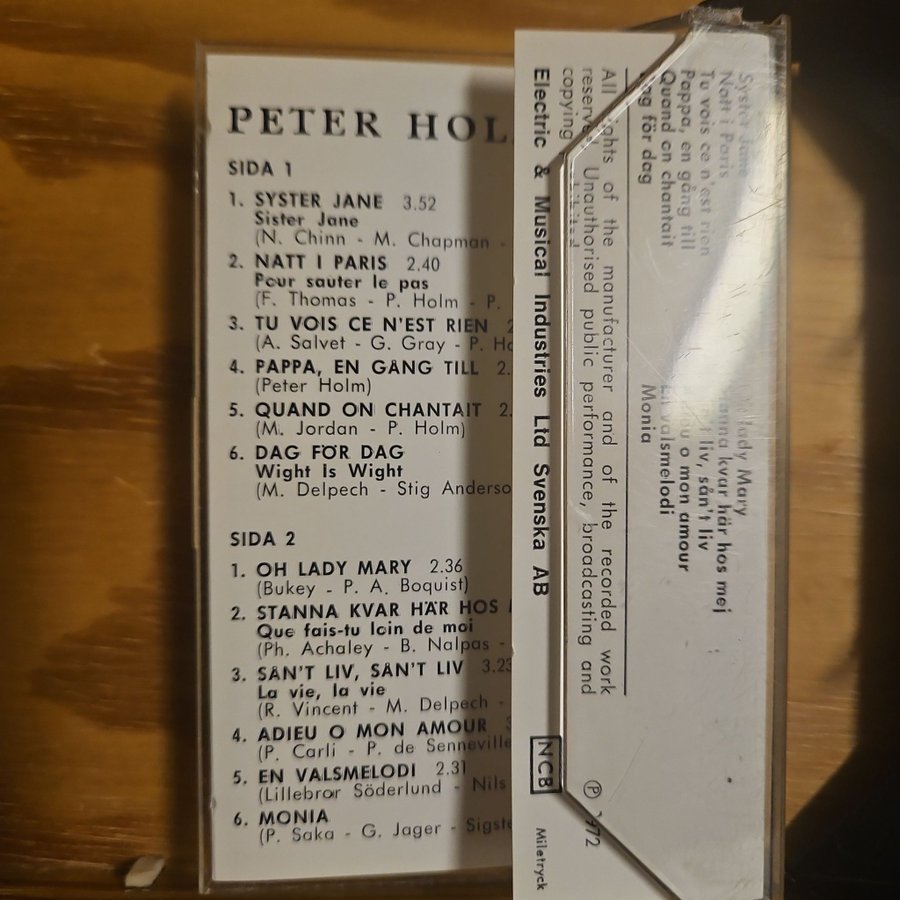 PETER HOL
SIDA 1
1. SYSTER JANE 3.52
Sister Jane
(N. Chinn - M. Chapman -
2. NATT I PARIS 2.40
Pour sauter le pas
(F. Thomas - P. Holm - P.
3. TU VOIS CE N'EST RIEN 2
(A. Salvet - G. Gray - P. Ho
4. PAPPA, EN GÅNG TILL 2.
(Peter Holm)
5. QUAND ON CHANTAIT 2.
(M. Jordan - P. Holm)
6. DAG FÖR DAG
Wight Is Wight
(M. Delpech - Stig Anderso
SIDA 2
1. OH LADY MARY 2.36
(Bukey - P. A. Boquist)
2. STANNA KVAR HÄR HOS
Que fais-tu loin de moi
(Ph. Achaley - B. Nalpas -
3. SÅN'T LIV, SÅN'T LIV 3.23
La vie, la vie
(R. Vincent - M. Delpech -
4. ADIEU O MON AMOUR
(P. Carli - P. de Senneville
5. EN VALSMELODI 2.31
(Lillebror Söderlund - Nils
6. MONIA
(P. Saka - G. Jager - Sigste
Syster Jane
Natt i Paris
Tu vois ce n'est rien
Pappa, en gång till
Quand on chantait
Dag för dag
Lady Mary
Stanna kvar här hos mej
liv, sån't liv
o mon amour
En valsmelodi
Monia
All rights of the manufacturer and of the recorded work
reserved. Unauthorised public performance, broadcasting and
copying
Electric & Musical Industries Ltd Svenska AB
NCB
Ⓟ 1972
Miletryck